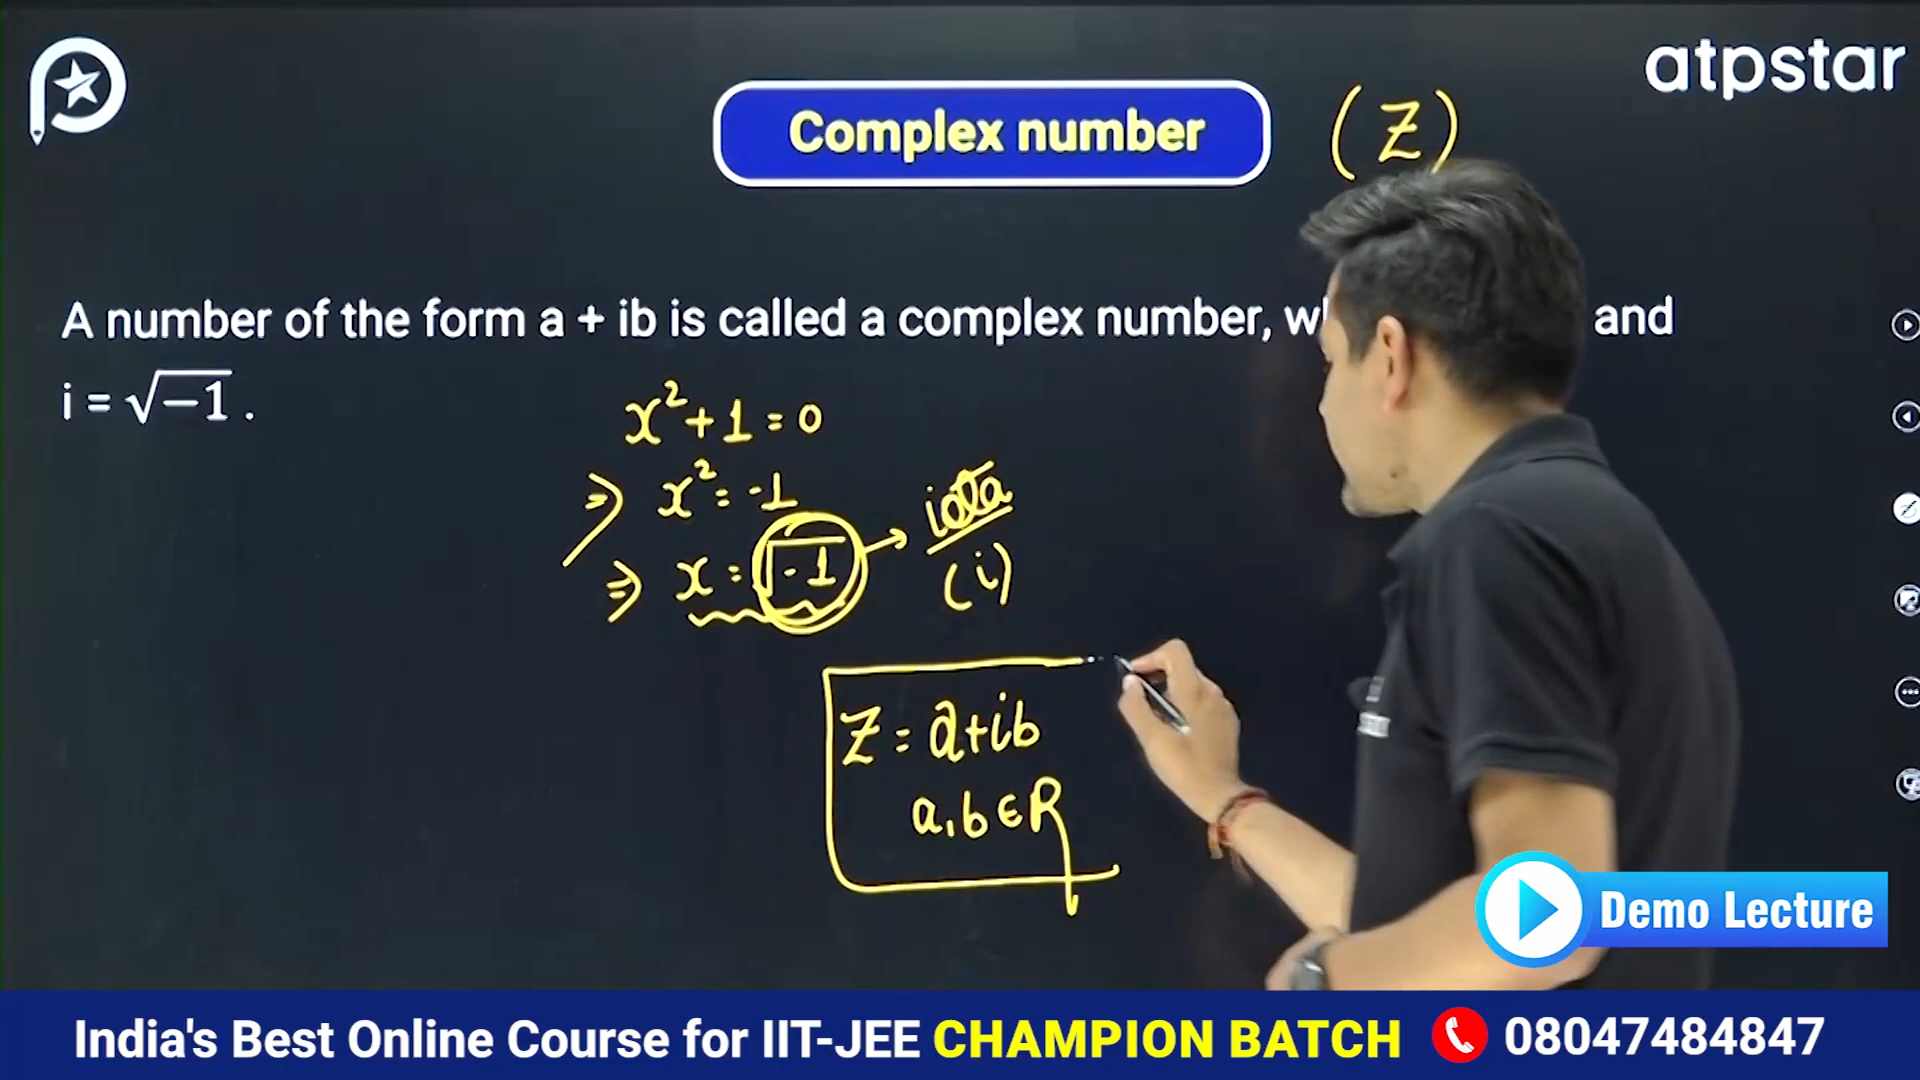 atpstar
Complex number (Z)
A number of the form a + ib is called a complex number, and
i = √−1 .
x²+1=0
⇒ x²=-1
⇒ x=√-1 → iota
(i)
Z=a+ib
a,b∈R
Demo Lecture
India's Best Online Course for IIT-JEE CHAMPION BATCH 08047484847